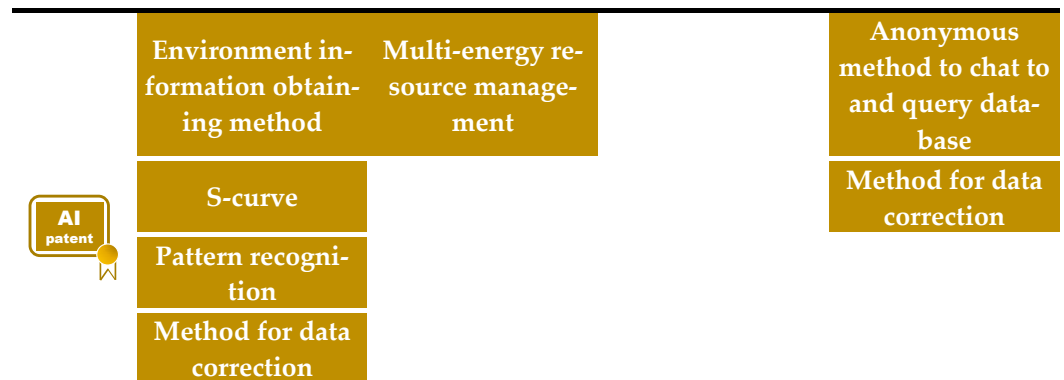 Environment in-
formation obtain-
ing method
Multi-energy re-
source manage-
ment
Anonymous
method to chat to
and query data-
base
S-curve
Method for data
correction
AI
patent
Pattern recogni-
tion
Method for data
correction